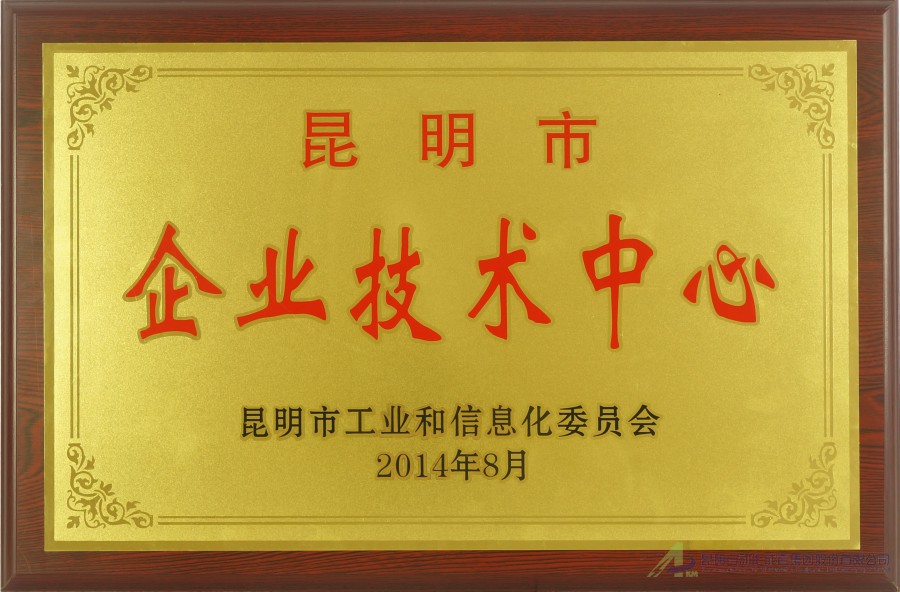 昆明市
企业技术中心
昆明市工业和信息化委员会
2014年8月